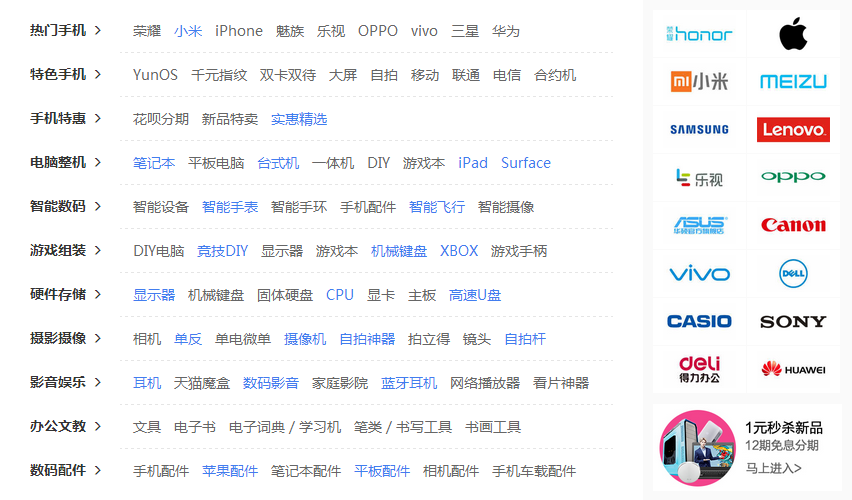 热门手机 > 荣耀 小米 iPhone 魅族 乐视 OPPO vivo 三星 华为
特色手机 > YunOS 千元指纹 双卡双待 大屏 自拍 移动 联通 电信 合约机
手机特惠 > 花呗分期 新品特卖 实惠精选
电脑整机 > 笔记本 平板电脑 台式机 一体机 DIY 游戏本 iPad Surface
智能数码 > 智能设备 智能手表 智能手环 手机配件 智能飞行 智能摄像
游戏组装 > DIY电脑 竞技DIY 显示器 游戏本 机械键盘 XBOX 游戏手柄
硬件存储 > 显示器 机械键盘 固体硬盘 CPU 显卡 主板 高速U盘
摄影摄像 > 相机 单反 单电微单 摄像机 自拍神器 拍立得 镜头 自拍杆
影音娱乐 > 耳机 天猫魔盒 数码影音 家庭影院 蓝牙耳机 网络播放器 看片神器
办公文教 > 文具 电子书 电子词典 / 学习机 笔类 / 书写工具 书画工具
数码配件 > 手机配件 苹果配件 笔记本配件 平板配件 相机配件 手机车载配件
荣耀 honor
mi 小米 MEIZU
SAMSUNG Lenovo
乐视 oppo
ASUS Canon
华硕官方旗舰店
vivo DELL
CASIO SONY
deli HUAWEI
得力办公
1元秒杀新品
12期免息分期
马上进入>